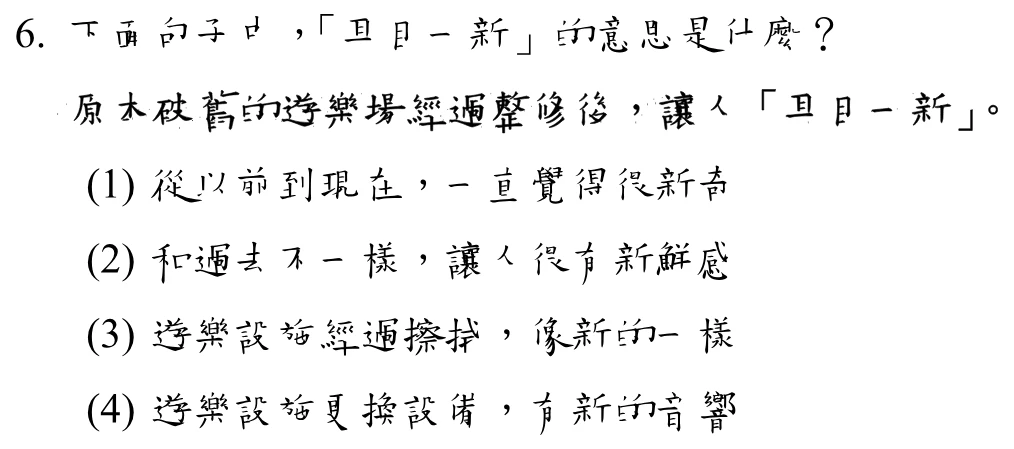 6. 下面句子中，「耳目一新」的意思是什麼？
原本破舊的遊樂場經過整修後，讓人「耳目一新」。
(1) 從以前到現在，一直覺得很新奇
(2) 和過去不一樣，讓人很有新鮮感
(3) 遊樂設施經過擦拭，像新的一樣
(4) 遊樂設施更換設備，有新的音響